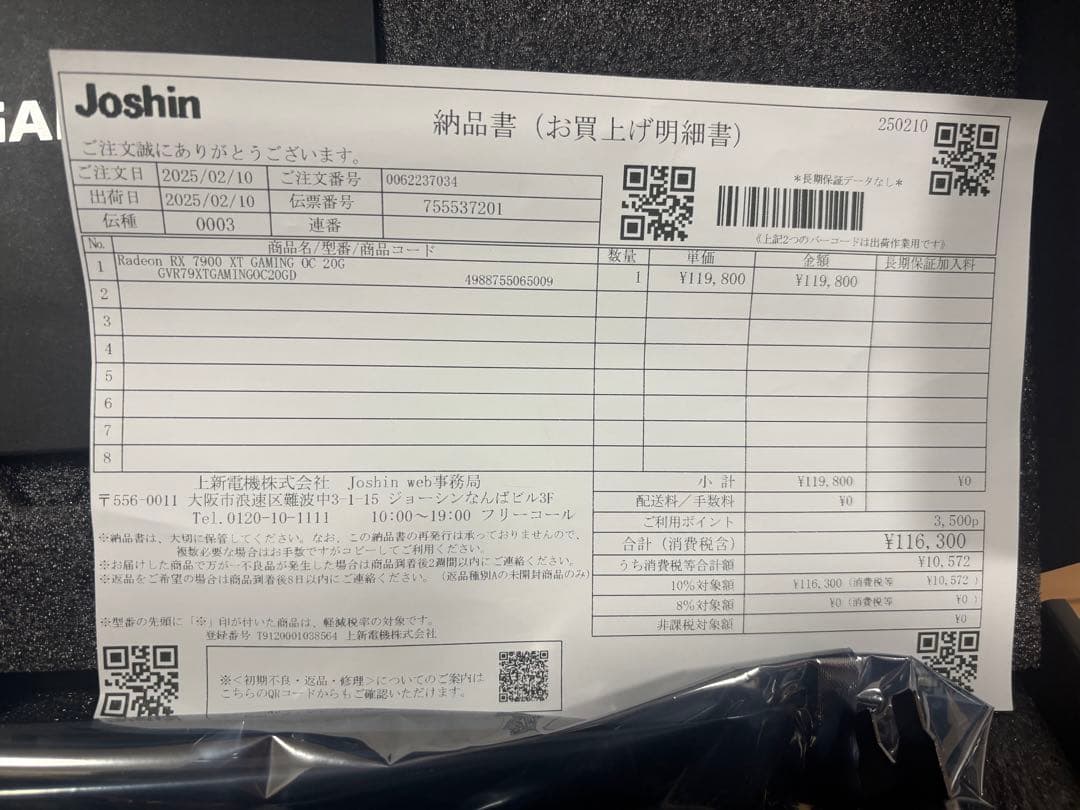 GA
Joshin
納品書（お買上げ明細書）
250210
ご注文誠にありがとうございます。
ご注文日 2025/02/10 ご注文番号 0062237034
出荷日 2025/02/10 伝票番号 755537201
伝種 0003 連番
＊長期保証データなし＊
《上記2つのバーコードは出荷作業用です》
No. 商品名/型番/商品コード 数量 単価 金額 長期保証加入料
1 Radeon RX 7900 XT GAMING OC 20G
GVR79XTGAMINGOC20GD 4988755065009 1 ¥119,800 ¥119,800
2
3
4
5
6
7
8
上新電機株式会社 Joshin web事務局
〒556-0011 大阪市浪速区難波中3-1-15 ジョーシンなんばビル3F
Tel.0120-10-1111 10:00～19:00 フリーコール
※納品書は、大切に保管してください。なお、この納品書の再発行は承っておりませんので、
複数必要な場合はお手数ですがコピーしてご利用ください。
※お届けした商品で万が一不良品が発生した場合は商品到着後2週間以内にご連絡ください。
※返品をご希望の場合は商品到着後8日以内にご連絡ください。（返品種別Aの未開封商品のみ）
※型番の先頭に「※」印が付いた商品は、軽減税率の対象です。
登録番号 T9120001038564 上新電機株式会社
小計 ¥119,800 ¥0
配送料／手数料 ¥0
ご利用ポイント 3,500p
合計（消費税含） ¥116,300
うち消費税等合計額 ¥10,572
10%対象額 ¥116,300（消費税等 ¥10,572）
8%対象額 ¥0（消費税等 ¥0）
非課税対象額 ¥0
※＜初期不良・返品・修理＞についてのご案内は
こちらのQRコードからもご確認いただけます。